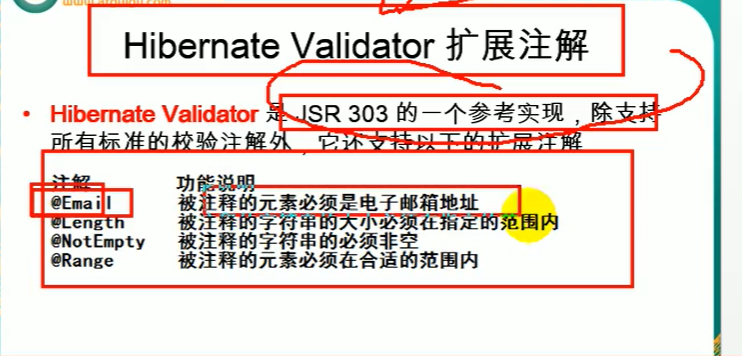 Hibernate Validator 扩展注解
• Hibernate Validator 是 JSR 303 的一个参考实现，除支持
所有标准的校验注解外，它还支持以下的扩展注解
注解 功能说明
@Email 被注释的元素必须是电子邮箱地址
@Length 被注释的字符串的大小必须在指定的范围内
@NotEmpty 被注释的字符串的必须非空
@Range 被注释的元素必须在合适的范围内